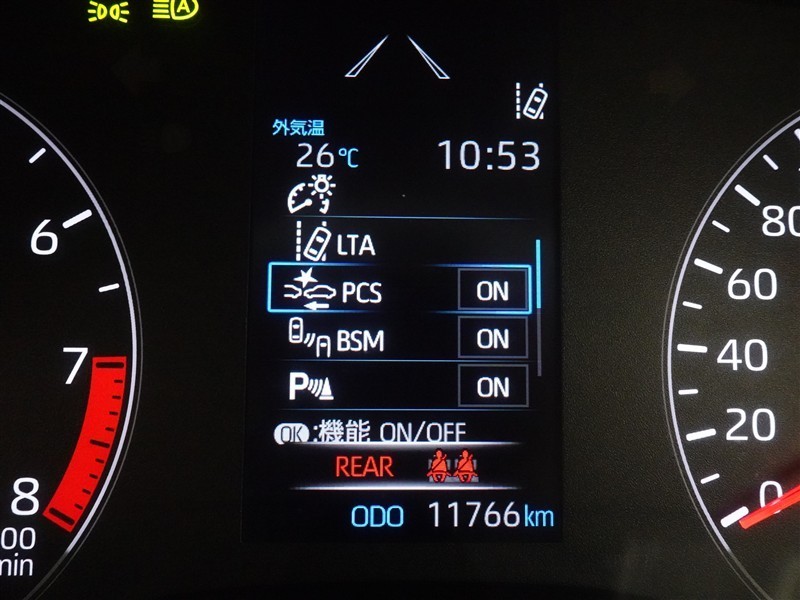 外気温
26℃ 10:53
LTA
PCS ON
BSM ON
P ON
OK:機能 ON/OFF
REAR
ODO 11766km
6
7
8
00
min
80
60
40
20
0
A